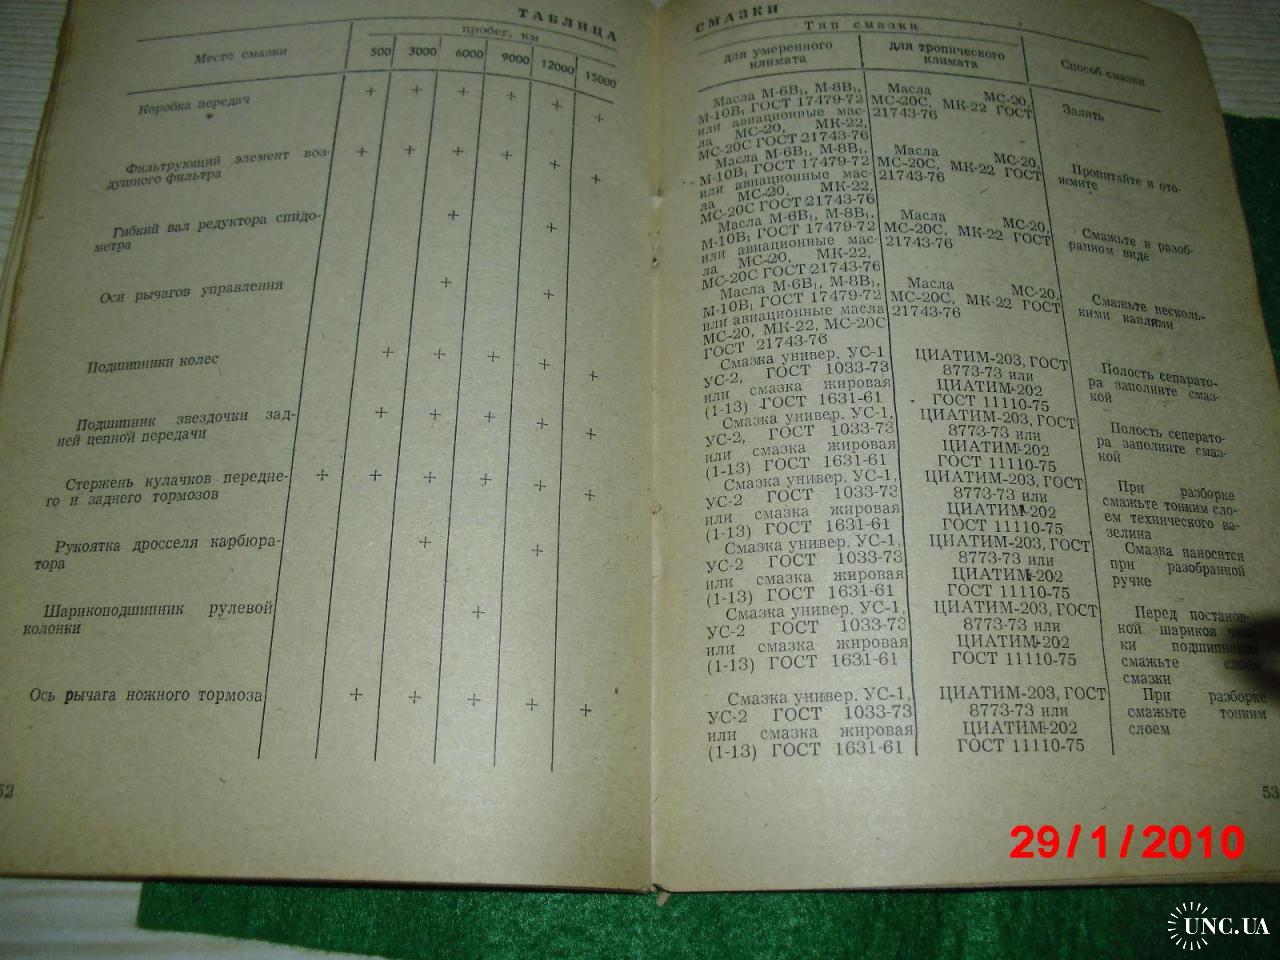 ТАБЛИЦА
Место смазки
пробег, км
500 3000 6000 9000 12000 15000
Коробка передач
+ + + + + +
Фильтрующий элемент воз-
душного фильтра
+ + + + + +
Гибкий вал редуктора спидо-
метра
+ +
Оси рычагов управления
+ +
Подшипники колес
+ + + + +
Подшипник звездочки зад-
ней цепной передачи
+ + + + +
Стержень кулачков передне-
го и заднего тормозов
+ + + + + +
Рукоятка дросселя карбюра-
тора
+ +
Шарикоподшипник рулевой
колонки
+
Ось рычага ножного тормоза
+ + + + +
52
СМАЗКИ
Тип смазки
для умеренного
климата
для тропического
климата
Способ смазки
Масла М-6В₁, М-8В₁,
М-10В₁ ГОСТ 17479-72
или авиационные мас-
ла МС-20, МК-22,
МС-20С ГОСТ 21743-76
Масла МС-20,
МС-20С, МК-22 ГОСТ
21743-76
Залить
Масла М-6В₁, М-8В₁,
М-10В₁ ГОСТ 17479-72
или авиационные мас-
ла МС-20, МК-22,
МС-20С ГОСТ 21743-76
Масла МС-20,
МС-20С, МК-22 ГОСТ
21743-76
Пропитайте и ото-
жмите
Масла М-6В₁, М-8В₁,
М-10В₁ ГОСТ 17479-72
или авиационные мас-
ла МС-20, МК-22,
МС-20С ГОСТ 21743-76
Масла МС-20,
МС-20С, МК-22 ГОСТ
21743-76
Смажьте в разоб-
ранном виде
Масла М-6В₁, М-8В₁,
М-10В₁ ГОСТ 17479-72
или авиационные масла
МС-20, МК-22, МС-20С
ГОСТ 21743-76
Масла МС-20,
МС-20С, МК-22 ГОСТ
21743-76
Смажьте несколь-
кими каплями
Смазка универ. УС-1
УС-2, ГОСТ 1033-73
или смазка жировая
(1-13) ГОСТ 1631-61
ЦИАТИМ-203, ГОСТ
8773-73 или
ЦИАТИМ-202
ГОСТ 11110-75
Полость сепарато-
ра заполните смаз-
кой
Смазка универ. УС-1,
УС-2, ГОСТ 1033-73
или смазка жировая
(1-13) ГОСТ 1631-61
ЦИАТИМ-203, ГОСТ
8773-73 или
ЦИАТИМ-202
ГОСТ 11110-75
Полость сеперато-
ра заполните смаз-
кой
Смазка универ. УС-1,
УС-2 ГОСТ 1033-73
или смазка жировая
(1-13) ГОСТ 1631-61
ЦИАТИМ-203, ГОСТ
8773-73 или
ЦИАТИМ-202
ГОСТ 11110-75
При разборке
смажьте тонким сло-
ем технического ва-
зелина
Смазка универ. УС-1,
УС-2 ГОСТ 1033-73
или смазка жировая
(1-13) ГОСТ 1631-61
ЦИАТИМ-203, ГОСТ
8773-73 или
ЦИАТИМ-202
ГОСТ 11110-75
Смазка наносится
при разобранной
ручке
Смазка универ. УС-1,
УС-2 ГОСТ 1033-73
или смазка жировая
(1-13) ГОСТ 1631-61
ЦИАТИМ-203, ГОСТ
8773-73 или
ЦИАТИМ-202
ГОСТ 11110-75
Перед постанов-
кой шариков чаш-
ки подшипников
смажьте слоем
смазки
Смазка универ. УС-1,
УС-2 ГОСТ 1033-73
или смазка жировая
(1-13) ГОСТ 1631-61
ЦИАТИМ-203, ГОСТ
8773-73 или
ЦИАТИМ-202
ГОСТ 11110-75
При разборке
смажьте тонким
слоем
53
29/1/2010
UNC.UA